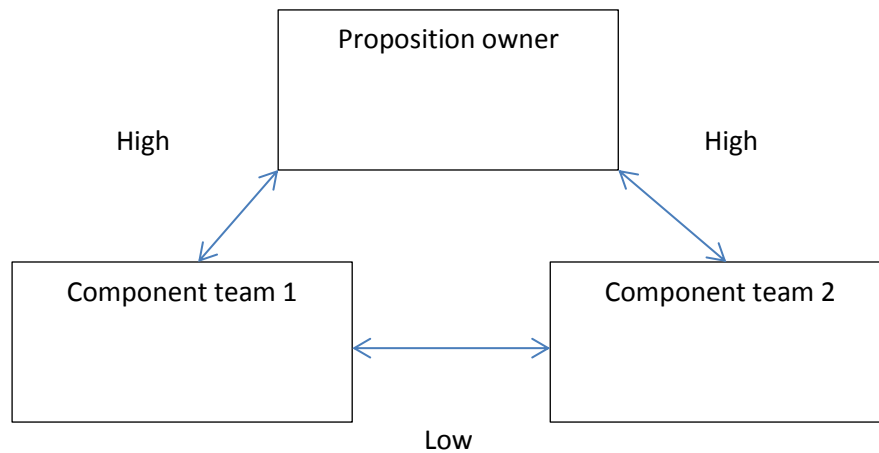 Proposition owner
High
High
Component team 1
Component team 2
Low